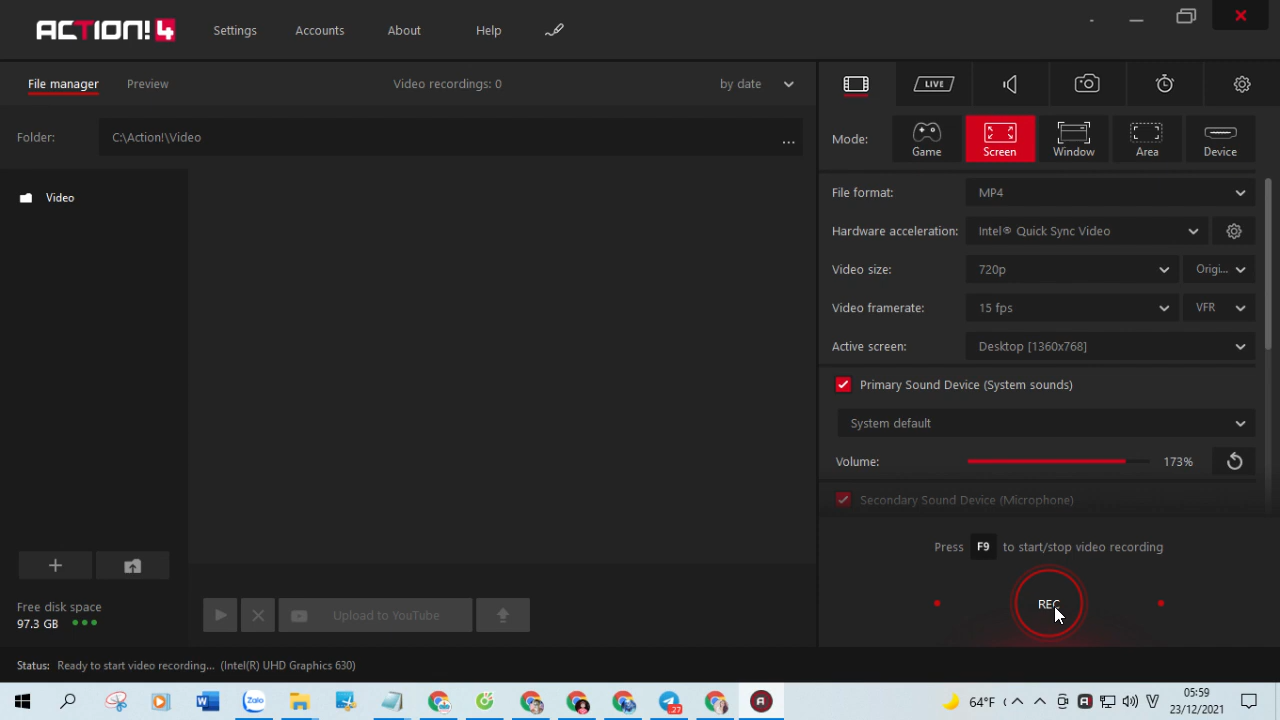 ACTION! 4 Settings Accounts About Help
File manager Preview Video recordings: 0 by date LIVE
Folder: C:\Action!\Video ...
Video
Mode: Game Screen Window Area Device
File format: MP4
Hardware acceleration: Intel® Quick Sync Video
Video size: 720p Origi...
Video framerate: 15 fps VFR
Active screen: Desktop [1360x768]
Primary Sound Device (System sounds)
System default
Volume: 173%
Secondary Sound Device (Microphone)
Press F9 to start/stop video recording
REC
Upload to YouTube
Free disk space
97.3 GB
Status: Ready to start video recording... (Intel(R) UHD Graphics 630)
Zalo 27 64°F 05:59
23/12/2021